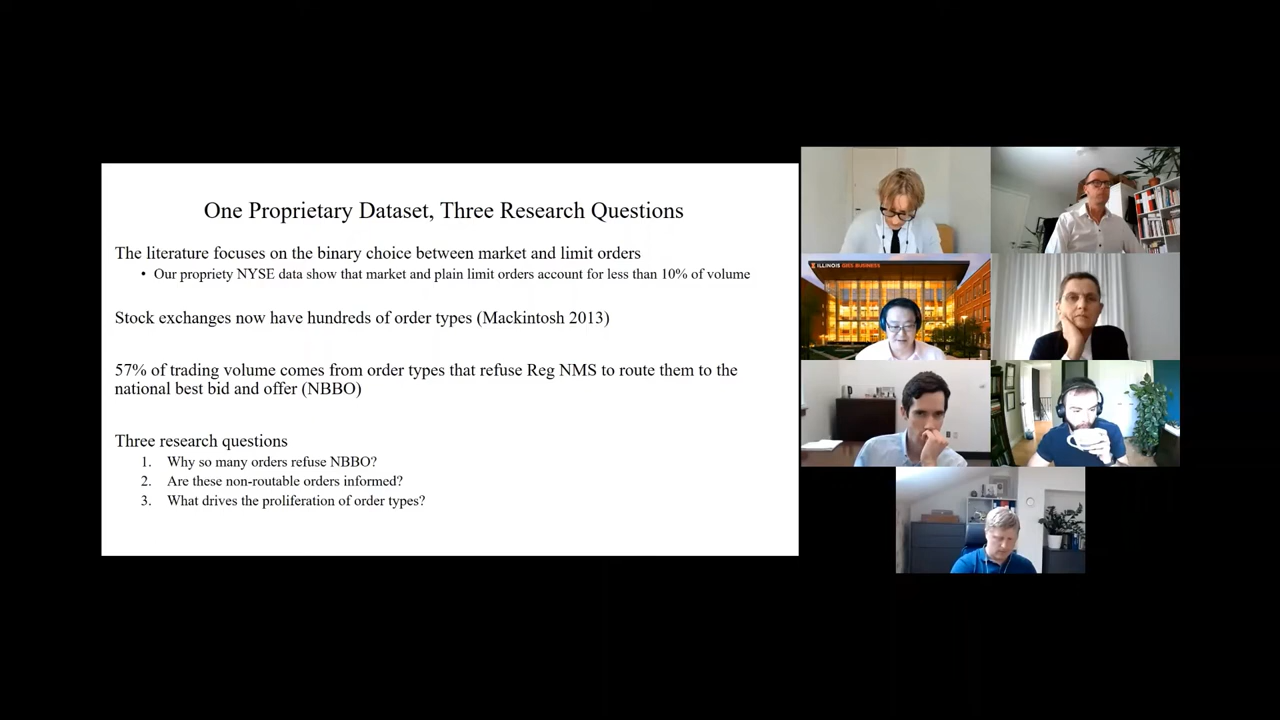 One Proprietary Dataset, Three Research Questions
The literature focuses on the binary choice between market and limit orders
• Our propriety NYSE data show that market and plain limit orders account for less than 10% of volume
Stock exchanges now have hundreds of order types (Mackintosh 2013)
57% of trading volume comes from order types that refuse Reg NMS to route them to the
national best bid and offer (NBBO)
Three research questions
1. Why so many orders refuse NBBO?
2. Are these non-routable orders informed?
3. What drives the proliferation of order types?
ILLINOIS GIES BUSINESS